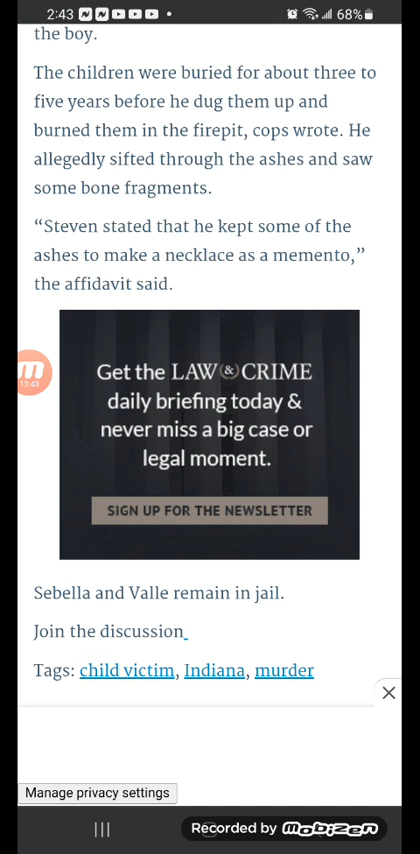 2:43 68%
the boy.
The children were buried for about three to
five years before he dug them up and
burned them in the firepit, cops wrote. He
allegedly sifted through the ashes and saw
some bone fragments.
“Steven stated that he kept some of the
ashes to make a necklace as a memento,”
the affidavit said.
13:43
Get the LAW & CRIME
daily briefing today &
never miss a big case or
legal moment.
SIGN UP FOR THE NEWSLETTER
Sebella and Valle remain in jail.
Join the discussion
Tags: child victim, Indiana, murder
Manage privacy settings
Recorded by mobizen